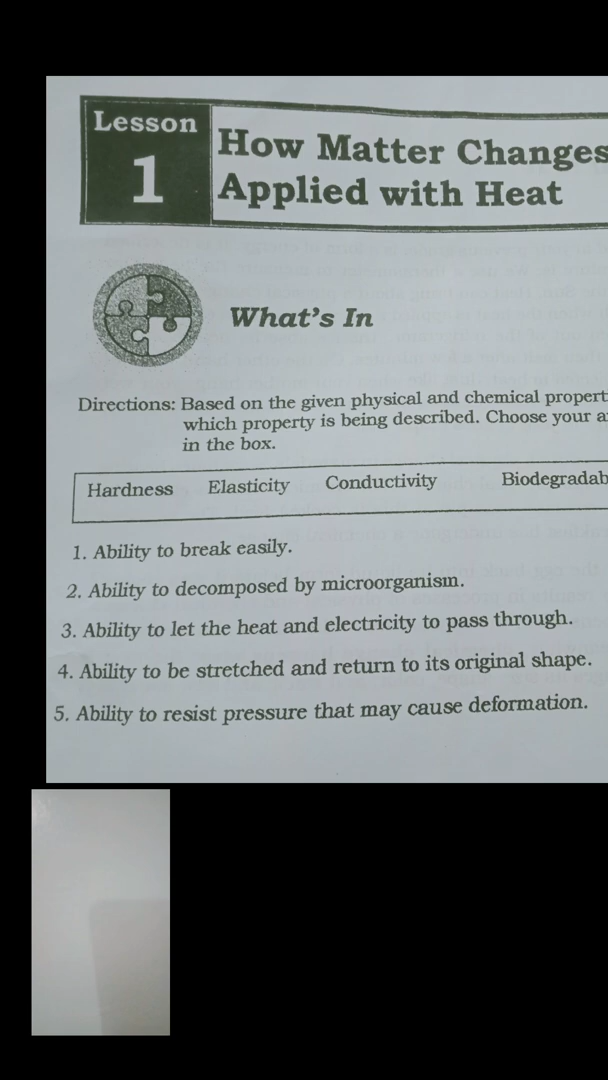 Lesson
1
How Matter Changes
Applied with Heat
What's In
Directions: Based on the given physical and chemical
which property is being described. Choose your
in the box.
Hardness Elasticity Conductivity
1. Ability to break easily.
2. Ability to decomposed by microorganism.
3. Ability to let the heat and electricity to pass through.
4. Ability to be stretched and return to its original shape.
5. Ability to resist pressure that may cause deformation.